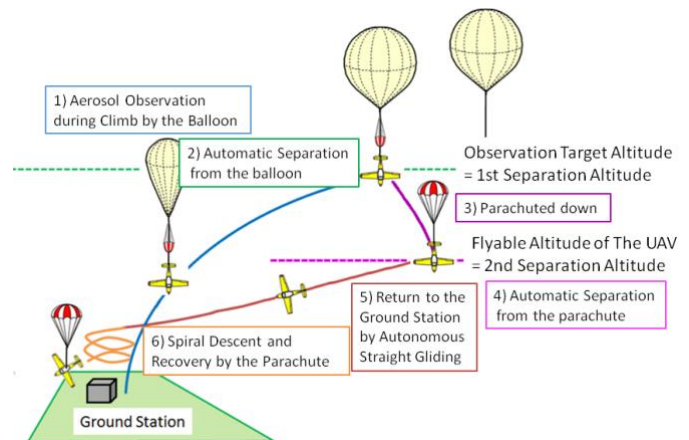 1) Aerosol Observation
during Climb by the Balloon
2) Automatic Separation
from the balloon
Observation Target Altitude
= 1st Separation Altitude
3) Parachuted down
Flyable Altitude of The UAV
= 2nd Separation Altitude
4) Automatic Separation
from the parachute
5) Return to the
Ground Station
by Autonomous
Straight Gliding
6) Spiral Descent and
Recovery by the Parachute
Ground Station